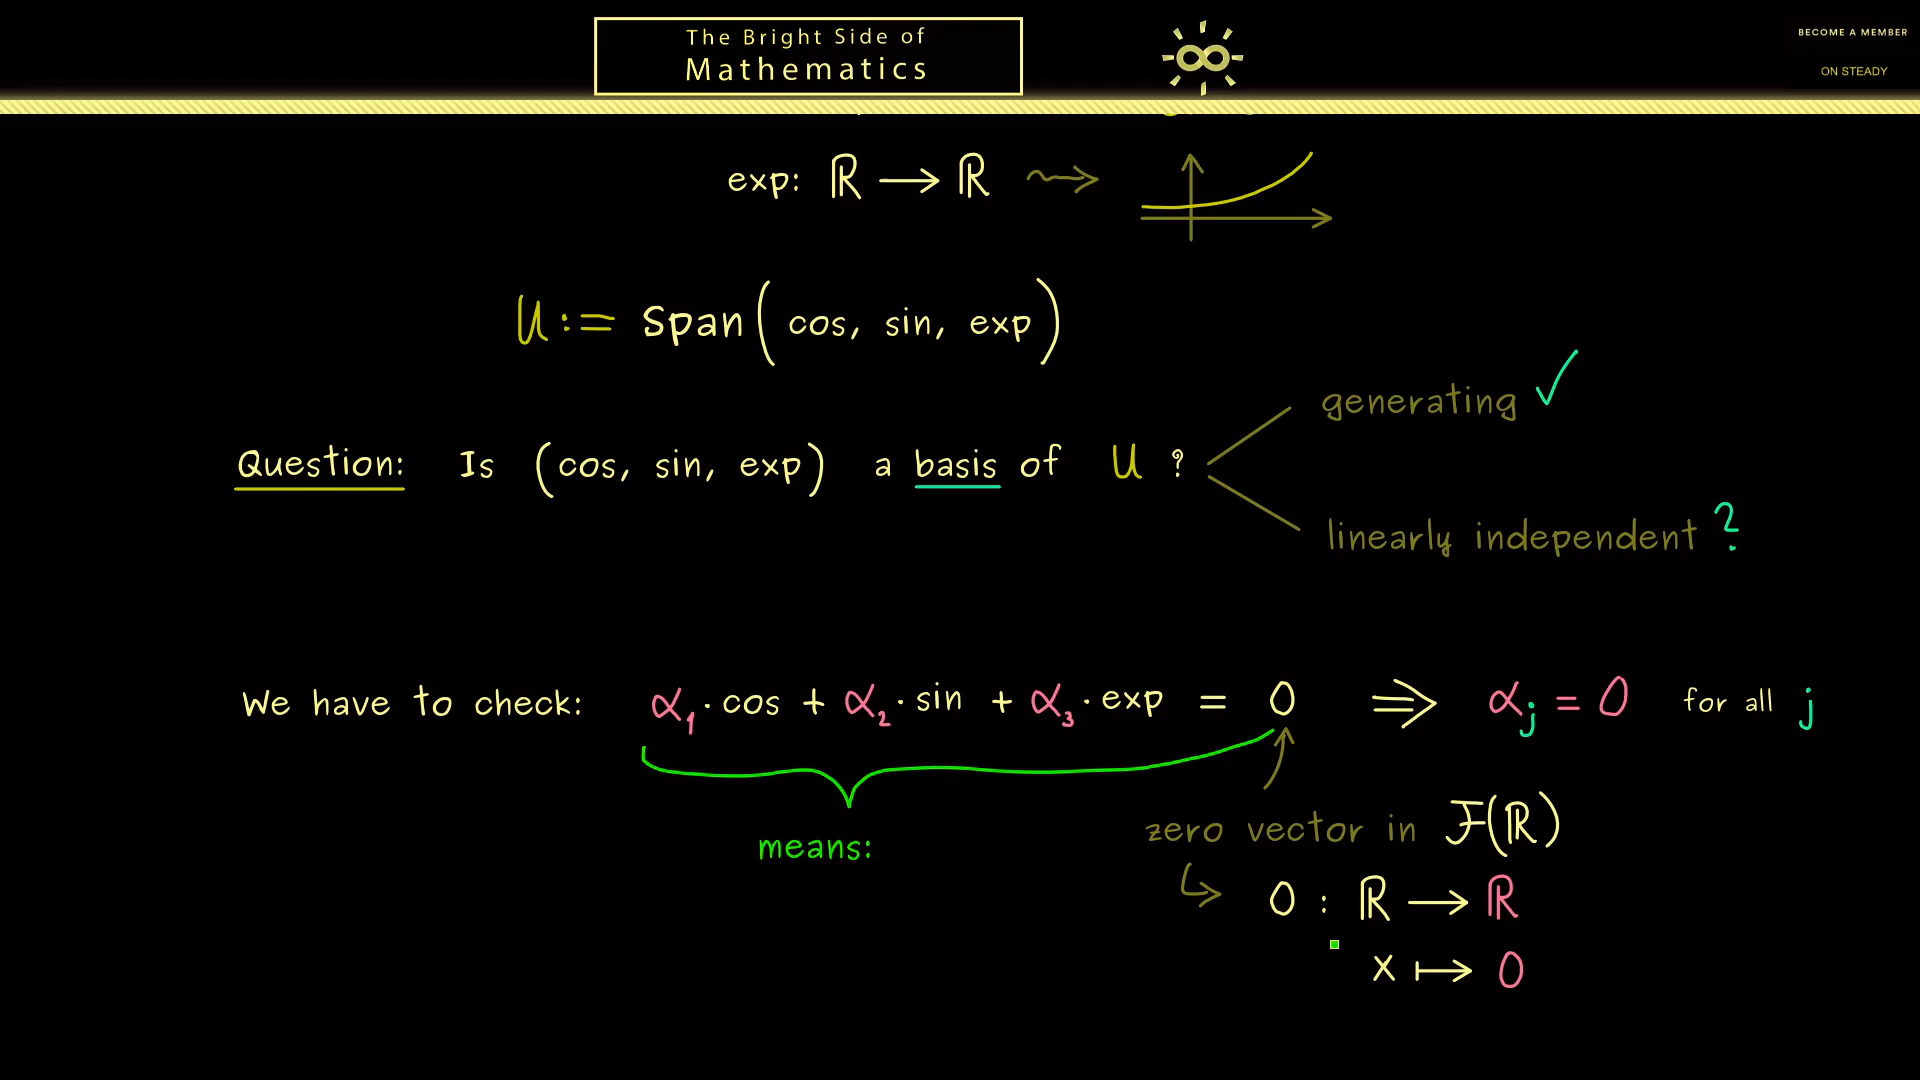 The Bright Side of
Mathematics
BECOME A MEMBER
ON STEADY
exp: ℝ ⟶ ℝ ⇝
U := Span( cos, sin, exp )
generating ✓
Question: Is (cos, sin, exp) a basis of U ?
linearly independent ?
We have to check: α₁ · cos + α₂ · sin + α₃ · exp = 0 ⟹ αⱼ = 0 for all j
means:
zero vector in ℱ(ℝ)
↳ 0 : ℝ ⟶ ℝ
x ⟼ 0